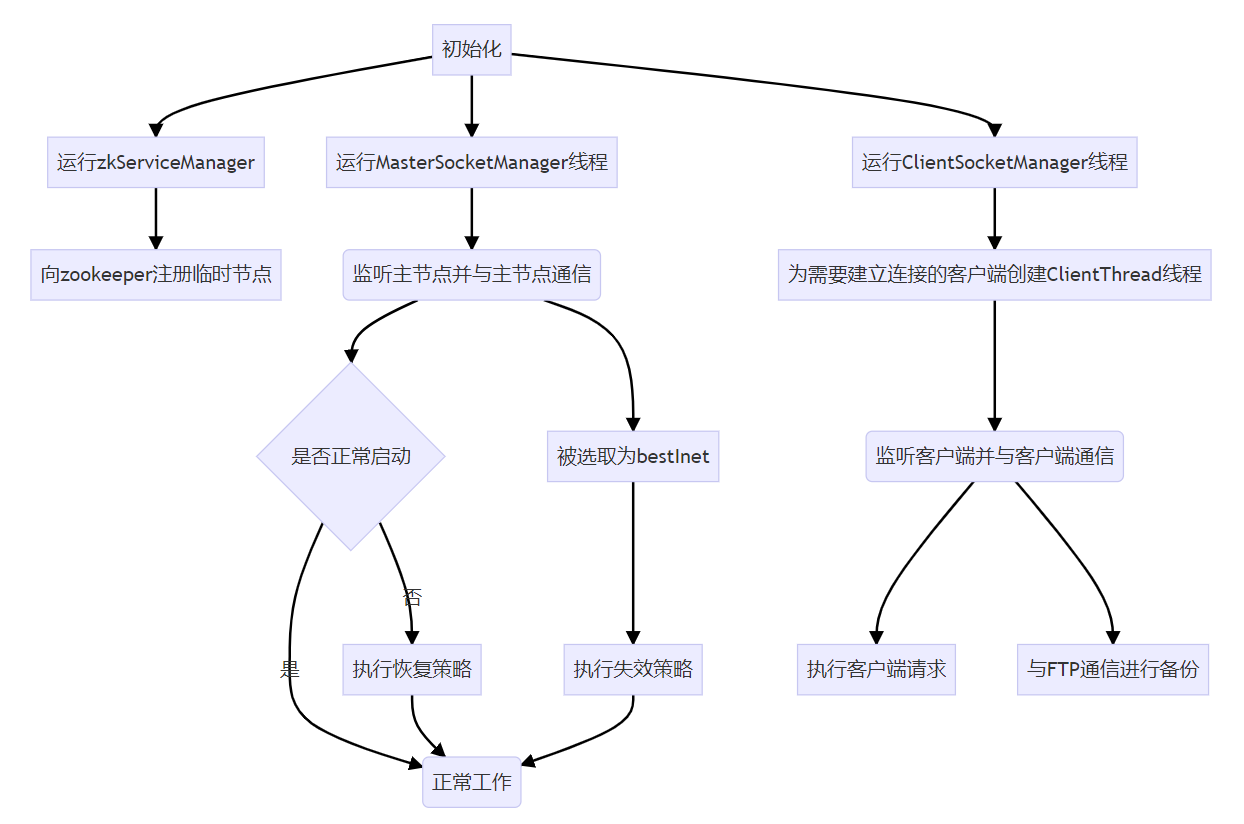 初始化
运行zkServiceManager
运行MasterSocketManager线程
运行ClientSocketManager线程
向zookeeper注册临时节点
监听主节点并与主节点通信
为需要建立连接的客户端创建ClientThread线程
是否正常启动
被选取为bestInet
监听客户端并与客户端通信
否
是
执行恢复策略
执行失效策略
执行客户端请求
与FTP通信进行备份
正常工作